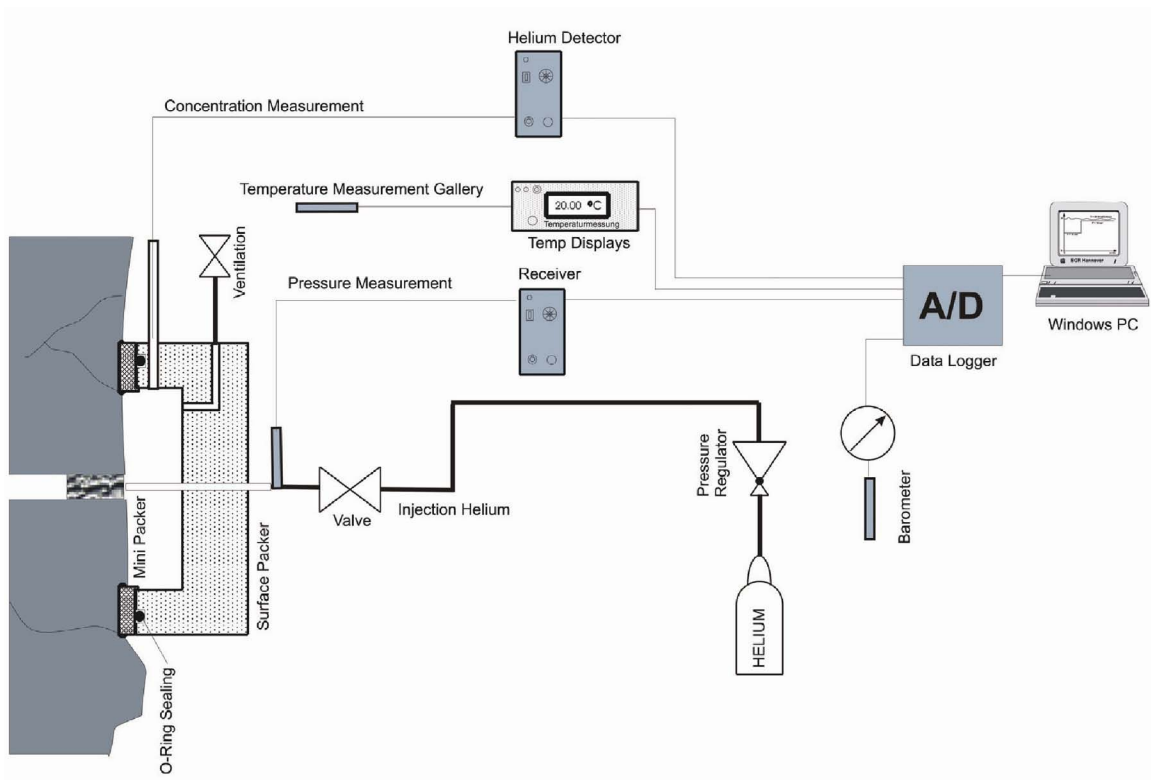 Helium Detector
Concentration Measurement
Temperature Measurement Gallery
20.00 °C
Temperaturmessung
Temp Displays
Ventilation
Pressure Measurement
Receiver
A/D
Data Logger
BGR Hannover
Windows PC
Pressure
Regulator
Injection Helium
Valve
Barometer
Mini Packer
Surface Packer
HELIUM
O-Ring Sealing